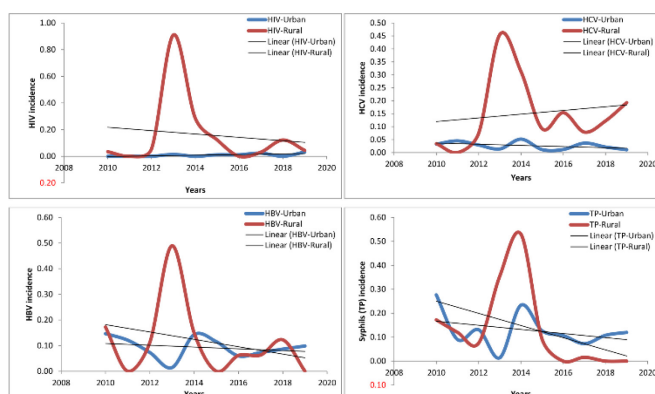 1.00
0.80
0.60
0.40
0.20
0.00
0.20
HIV incidence
2008
2010
2012
2014
2016
2018
2020
Years
HIV-Urban
HIV-Rural
Linear (HIV-Urban)
Linear (HIV-Rural)
0.50
0.45
0.40
0.35
0.30
0.25
0.20
0.15
0.10
0.05
0.00
HCV incidence
2008
2010
2012
2014
2016
2018
2020
Years
HCV-Urban
HCV-Rural
Linear (HCV-Urban)
Linear (HCV-Rural)
0.60
0.50
0.40
0.30
0.20
0.10
0.00
HBV incidence
2008
2010
2012
2014
2016
2018
2020
Years
HBV-Urban
HBV-Rural
Linear (HBV-Urban)
Linear (HBV-Rural)
0.60
0.50
0.40
0.30
0.20
0.10
0.00
0.10
Syphilis (TP) incidence
2008
2010
2012
2014
2016
2018
2020
Years
TP-Urban
TP-Rural
Linear (TP-Urban)
Linear (TP-Rural)